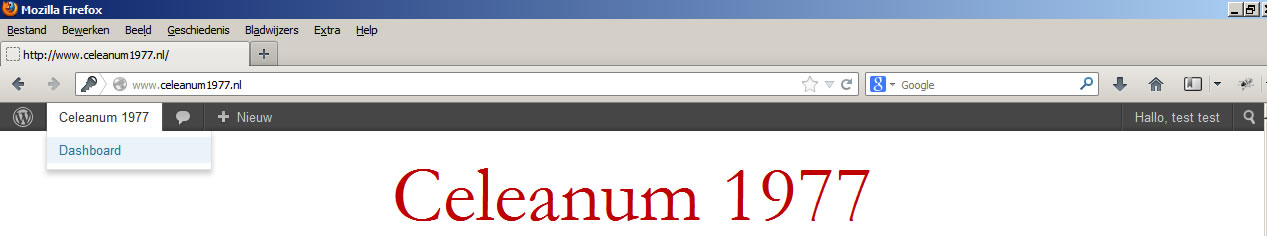 Mozilla Firefox
Bestand Bewerken Beeld Geschiedenis Bladwijzers Extra Help
http://www.celeanum1977.nl/
www.celeanum1977.nl Google
Celeanum 1977 Nieuw Hallo, test test
Dashboard
Celeanum 1977